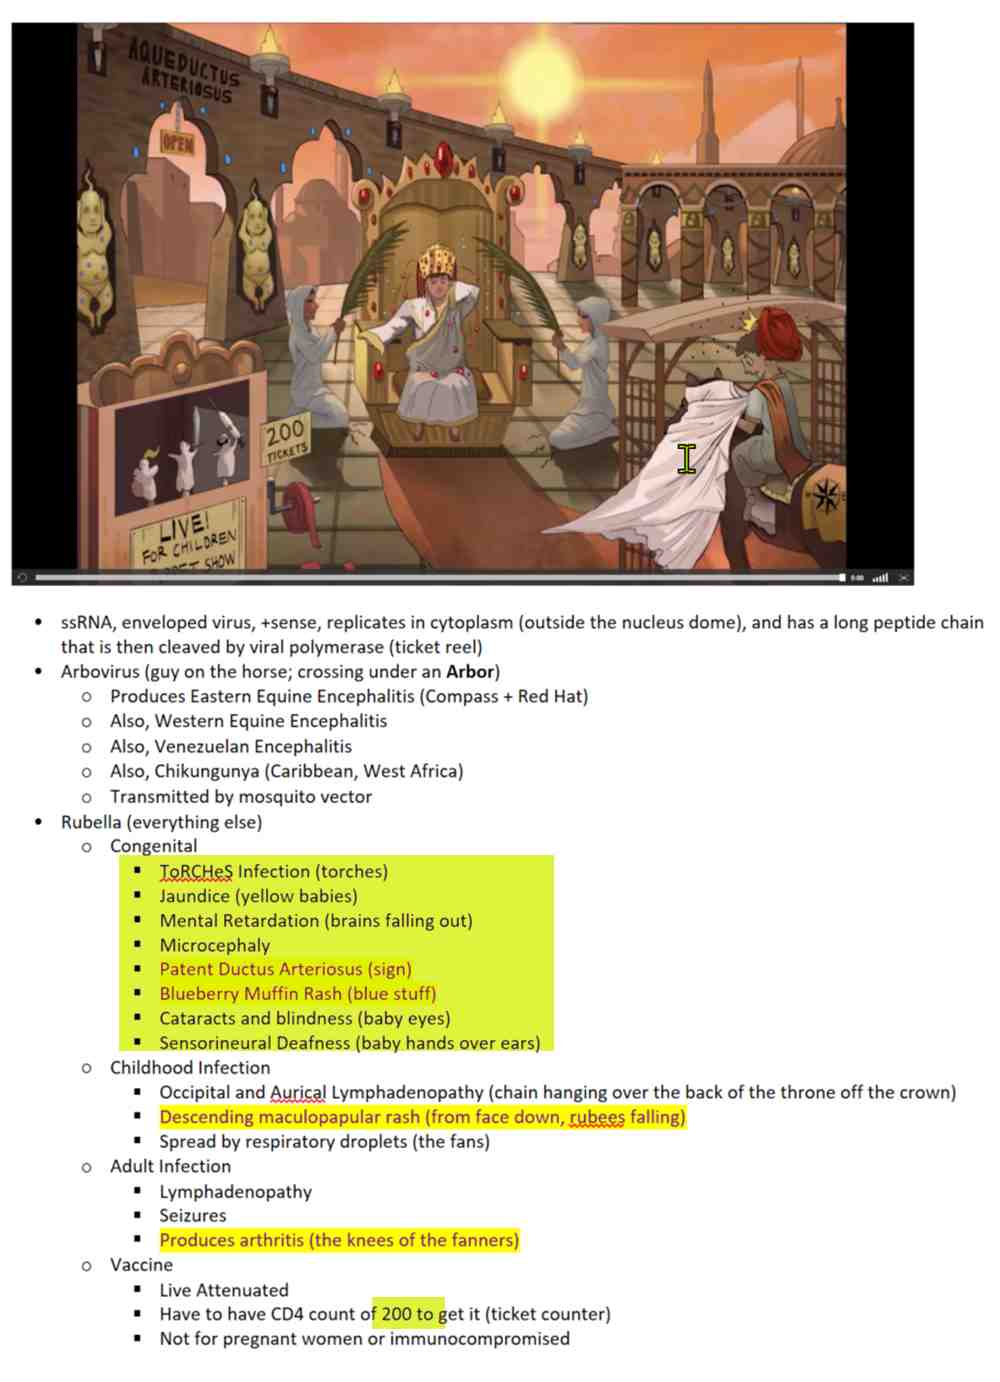 AQUEDUCTUS
ARTERIOSUS
OPEN
200
TICKETS
LIVE!
FOR CHILDREN
SHOW
0:00
• ssRNA, enveloped virus, +sense, replicates in cytoplasm (outside the nucleus dome), and has a long peptide chain
that is then cleaved by viral polymerase (ticket reel)
• Arbovirus (guy on the horse; crossing under an Arbor)
o Produces Eastern Equine Encephalitis (Compass + Red Hat)
o Also, Western Equine Encephalitis
o Also, Venezuelan Encephalitis
o Also, Chikungunya (Caribbean, West Africa)
o Transmitted by mosquito vector
• Rubella (everything else)
o Congenital
▪ ToRCHeS Infection (torches)
▪ Jaundice (yellow babies)
▪ Mental Retardation (brains falling out)
▪ Microcephaly
▪ Patent Ductus Arteriosus (sign)
▪ Blueberry Muffin Rash (blue stuff)
▪ Cataracts and blindness (baby eyes)
▪ Sensorineural Deafness (baby hands over ears)
o Childhood Infection
▪ Occipital and Aurical Lymphadenopathy (chain hanging over the back of the throne off the crown)
▪ Descending maculopapular rash (from face down, rubees falling)
▪ Spread by respiratory droplets (the fans)
o Adult Infection
▪ Lymphadenopathy
▪ Seizures
▪ Produces arthritis (the knees of the fanners)
o Vaccine
▪ Live Attenuated
▪ Have to have CD4 count of 200 to get it (ticket counter)
▪ Not for pregnant women or immunocompromised